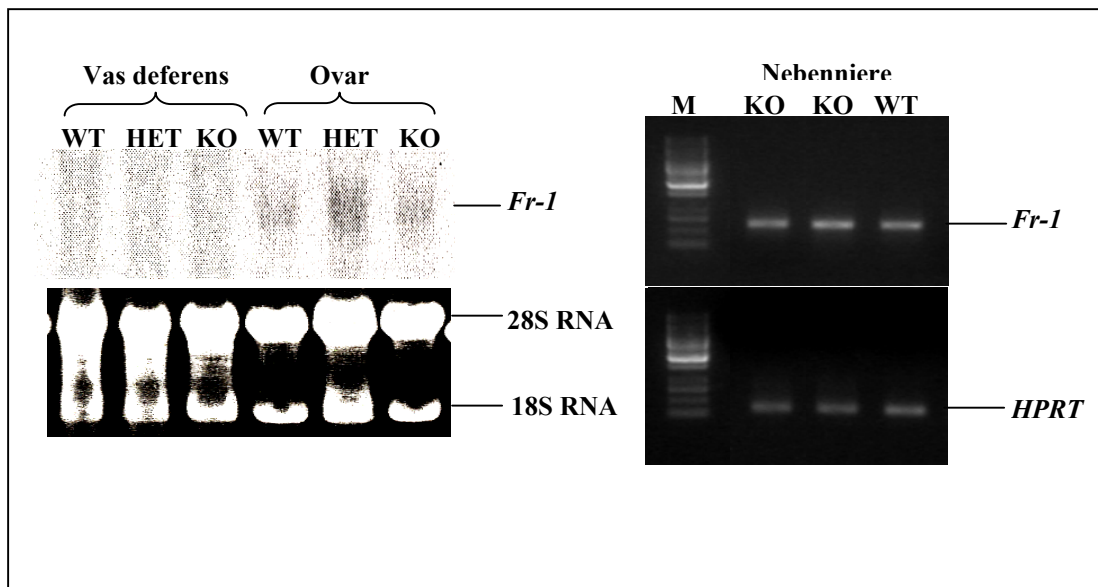 Vas deferens
Ovar
WT HET KO WT HET KO
Fr-1
28S RNA
18S RNA
Nebenniere
M KO KO WT
Fr-1
HPRT